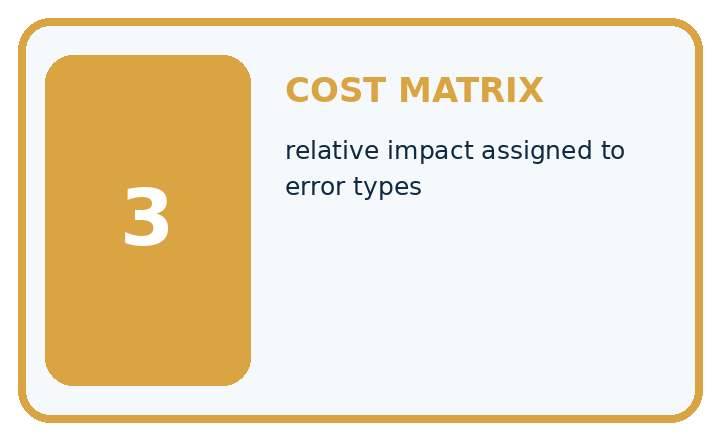 3
COST MATRIX
relative impact assigned to
error types